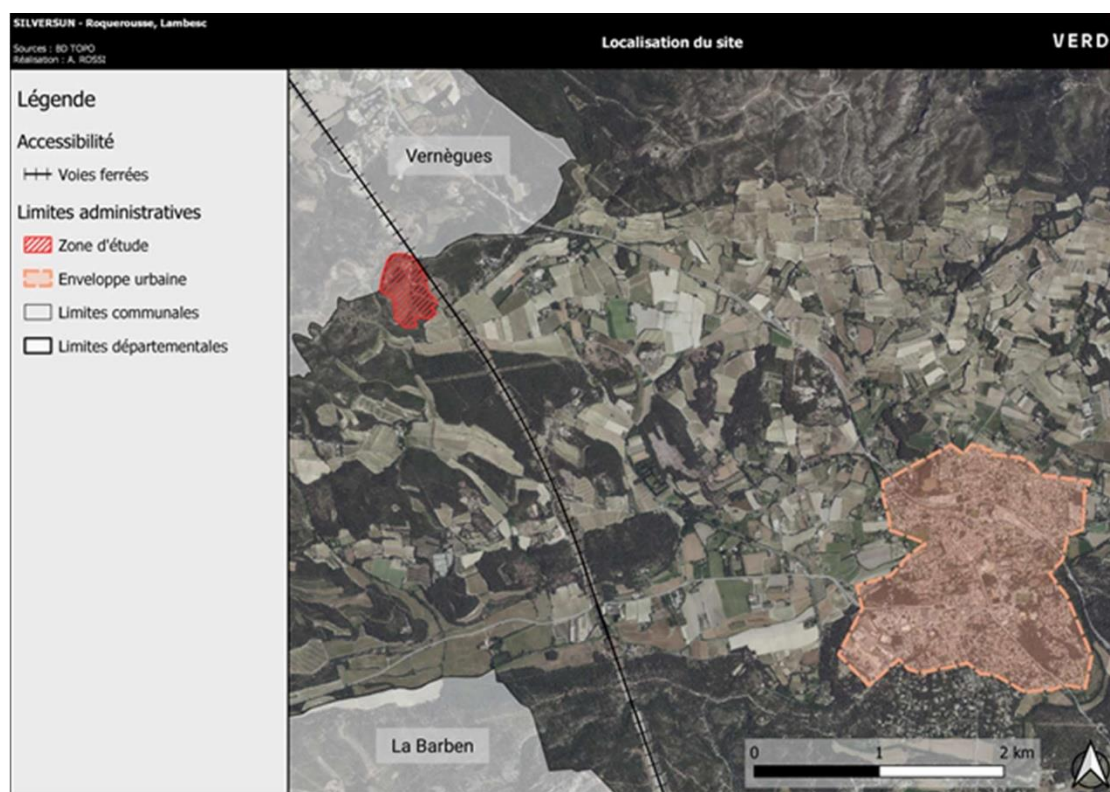 SILVERSUN - Roquerousse, Lambesc
Sources : BD TOPO
Réalisation : A. ROSSI
Localisation du site
VERD
Légende
Accessibilité
Voies ferrées
Limites administratives
Zone d'étude
Enveloppe urbaine
Limites communales
Limites départementales
Vernègues
La Barben
0 1 2 km